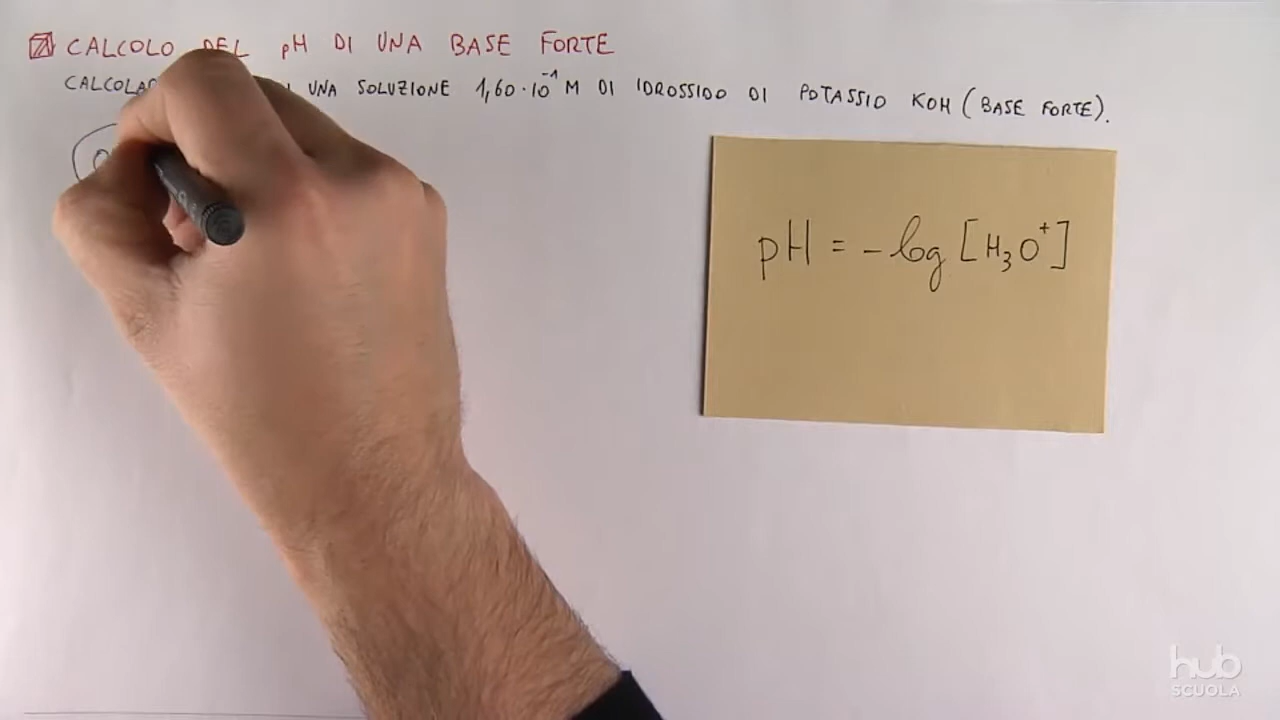 CALCOLO DEL pH DI UNA BASE FORTE
UNA SOLUZIONE 1,60·10⁻¹ M DI IDROSSIDO DI POTASSIO KOH (BASE FORTE).
pH = -log [H₃O⁺]
hub
SCUOLA